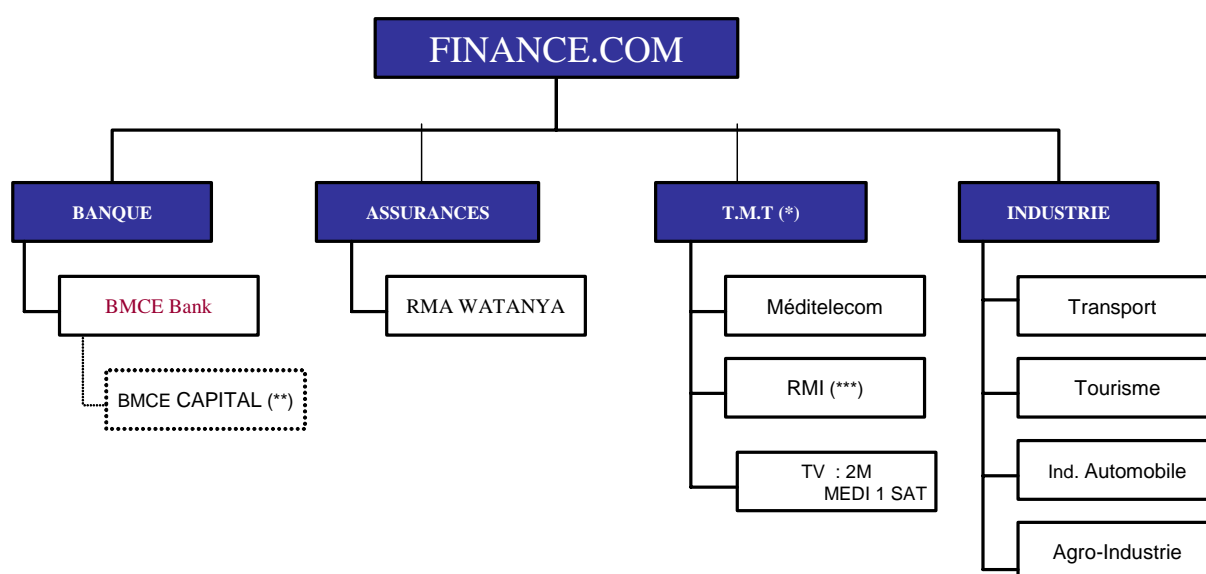 FINANCE.COM
BANQUE
ASSURANCES
T.M.T (*)
INDUSTRIE
BMCE Bank
RMA WATANYA
Méditelecom
Transport
BMCE CAPITAL (**)
RMI (***)
Tourisme
TV : 2M
MEDI 1 SAT
Ind. Automobile
Agro-Industrie